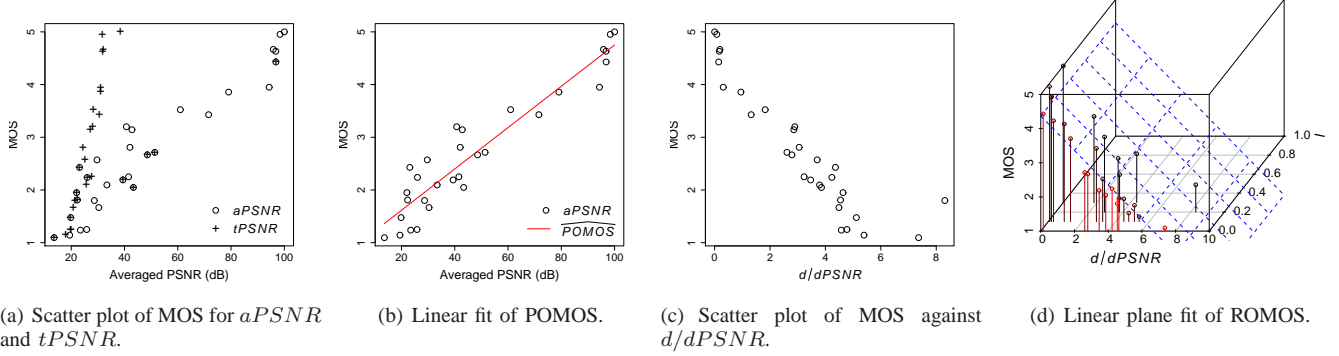 MOS
5
4
3
2
1
20
40
60
80
100
aPSNR
tPSNR
Averaged PSNR (dB)
MOS
5
4
3
2
1
20
40
60
80
100
aPSNR
POMOS
Averaged PSNR (dB)
MOS
5
4
3
2
1
0
2
4
6
8
d/dPSNR
MOS
5
4
3
2
1
0
2
4
6
8
10
0.0
0.2
0.4
0.6
0.8
1.0
d/dPSNR
(a) Scatter plot of MOS for aPSNR
and tPSNR.
(b) Linear fit of POMOS.
(c) Scatter plot of MOS against
d/dPSNR.
(d) Linear plane fit of ROMOS.